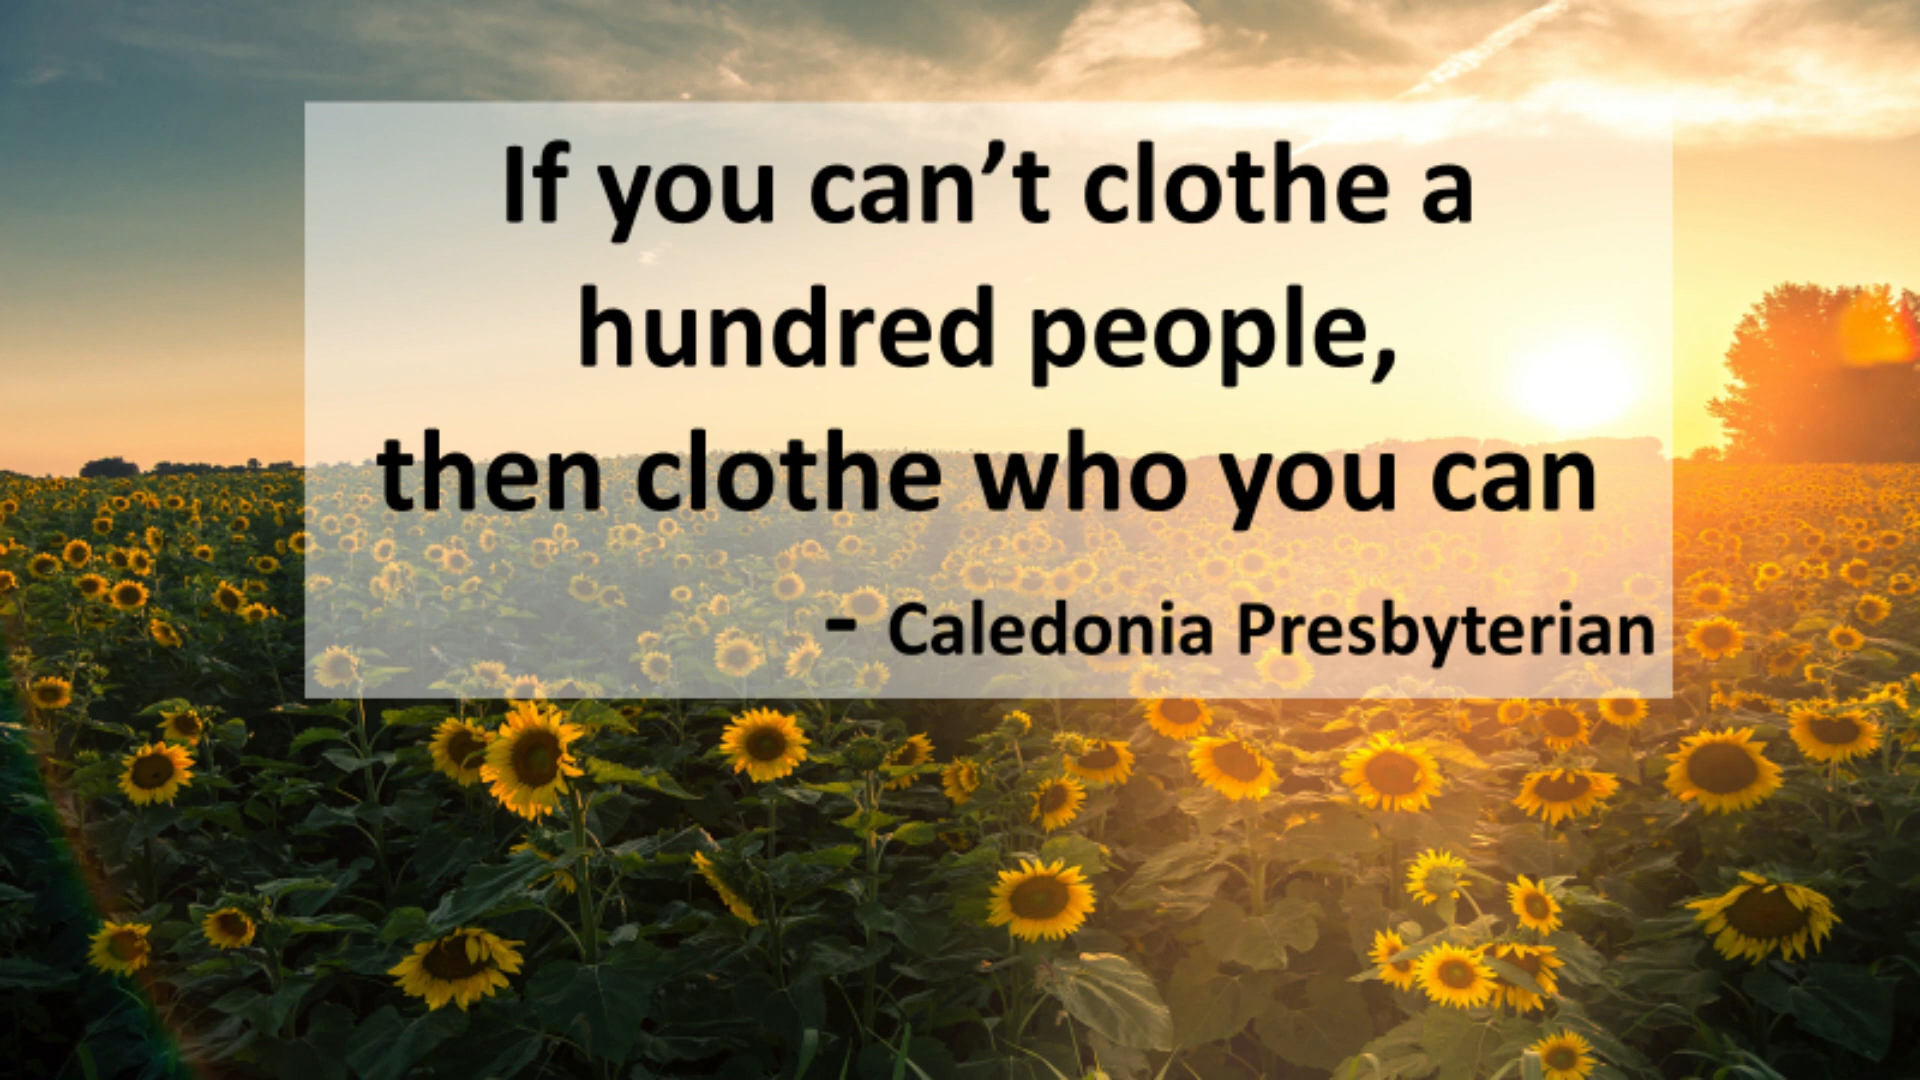 If you can’t clothe a
hundred people,
then clothe who you can
- Caledonia Presbyterian